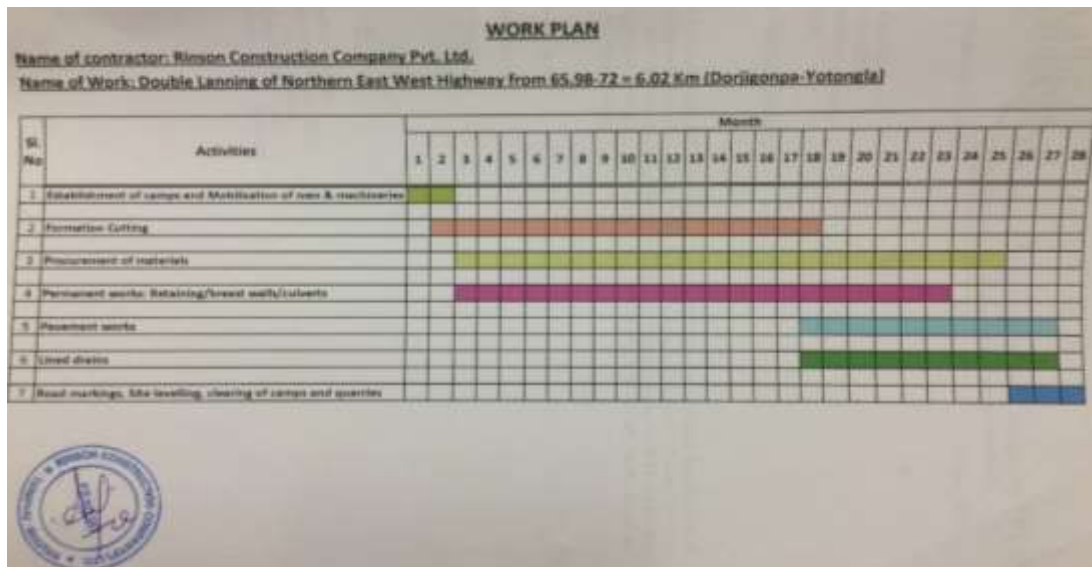 WORK PLAN
Name of contractor: Rinson Construction Company Pvt. Ltd.
Name of Work: Double Lanning of Northern East West Highway from 65.98-72 = 6.02 Km (Dorjigonpa-Yotongla)
Month
Sl. No Activities 1 2 3 4 5 6 7 8 9 10 11 12 13 14 15 16 17 18 19 20 21 22 23 24 25 26 27 28
1 Establishment of camps and Mobilisation of men & machineries
2 Formation Cutting
3 Procurement of materials
4 Permanent works: Retaining/breast walls/culverts
5 Pavement works
6 Lined drains
7 Road markings, Site levelling, clearing of camps and quarries
RINSON CONSTRUCTION